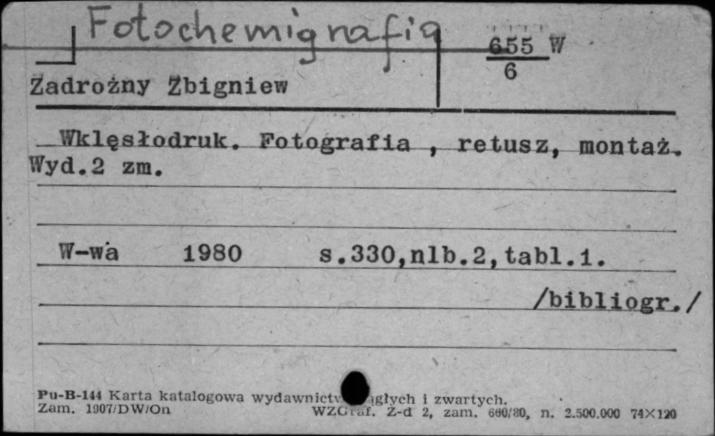 Fotochemigrafia
655 W
6
Zadrożny Zbigniew
Wklęsłodruk. Fotografia , retusz, montaż.
Wyd.2 zm.
W-wa 1980 s.330,nlb.2,tabl.1.
/bibliogr./
Pu-B-144 Karta katalogowa wydawnictw i zwartych.
Zam. 1907/DW/On WZGraf. Z-d 2, zam. 660/80, n. 2.500.000 74×120